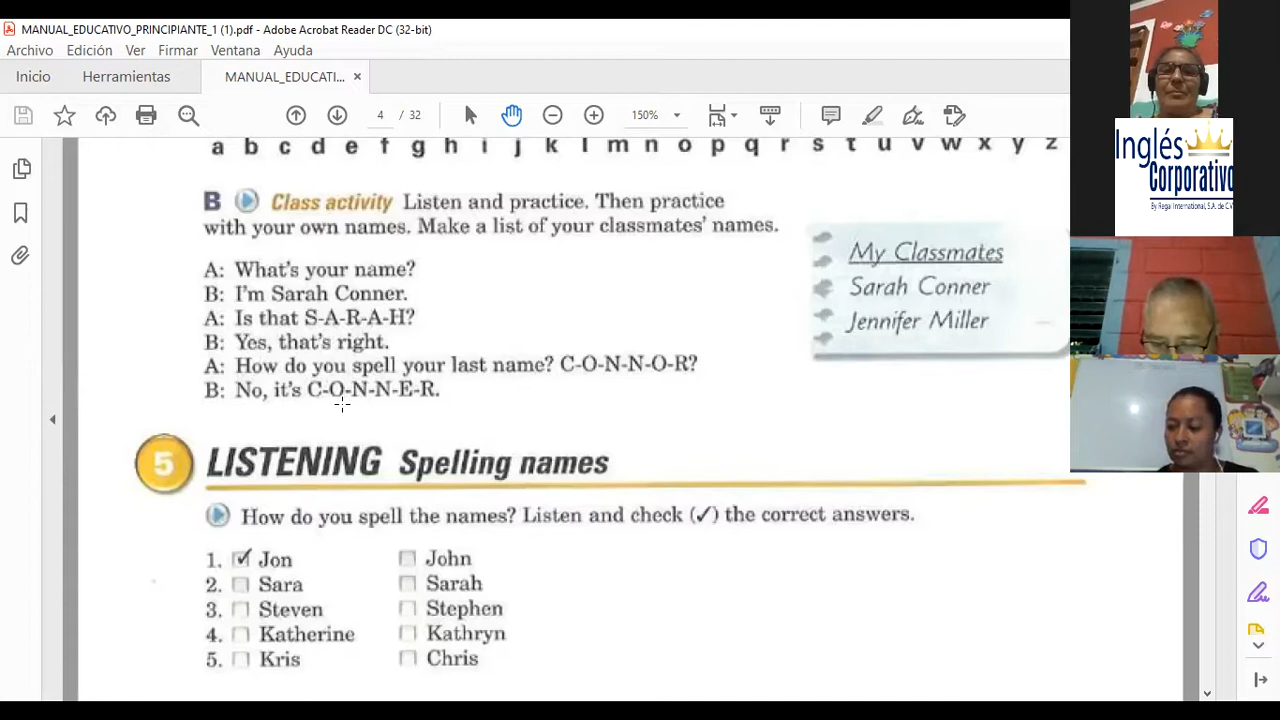 MANUAL_EDUCATIVO_PRINCIPIANTE_1 (1).pdf - Adobe Acrobat Reader DC (32-bit)
Archivo Edición Ver Firmar Ventana Ayuda
Inicio Herramientas MANUAL_EDUCATI... ×
4 / 32 150%
a b c d e f g h i j k l m n o p q r s t u v w x y z
B Class activity Listen and practice. Then practice
with your own names. Make a list of your classmates' names.
A: What's your name?
B: I'm Sarah Conner.
A: Is that S-A-R-A-H?
B: Yes, that's right.
A: How do you spell your last name? C-O-N-N-O-R?
B: No, it's C-O-N-N-E-R.
My Classmates
Sarah Conner
Jennifer Miller
5 LISTENING Spelling names
How do you spell the names? Listen and check (✓) the correct answers.
1. ✓ Jon John
2. Sara Sarah
3. Steven Stephen
4. Katherine Kathryn
5. Kris Chris
Inglés
Corporativo
By Regal International, S.A. de C.V